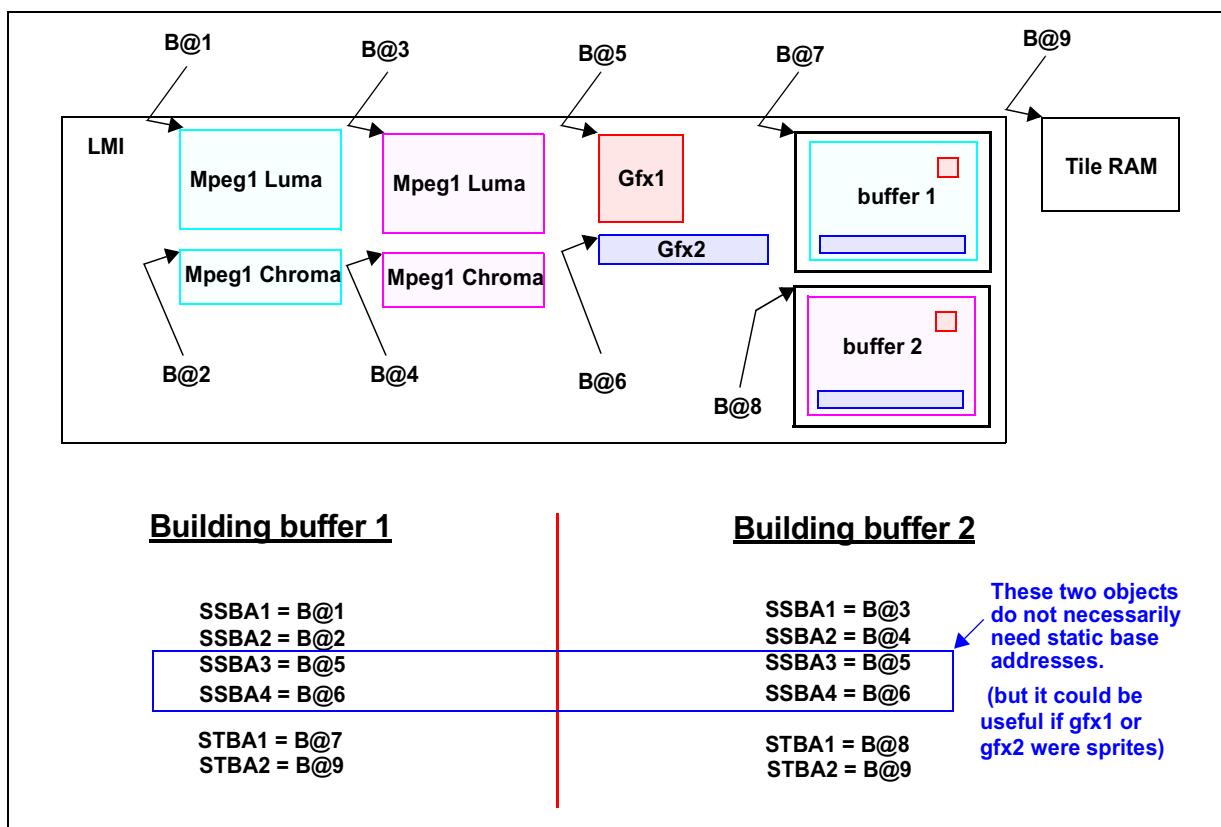 B@1
B@3
B@5
B@7
B@9
LMI
Mpeg1 Luma
Mpeg1 Luma
Gfx1
buffer 1
Tile RAM
Mpeg1 Chroma
Mpeg1 Chroma
Gfx2
buffer 2
B@2
B@4
B@6
B@8
Building buffer 1
SSBA1 = B@1
SSBA2 = B@2
SSBA3 = B@5
SSBA4 = B@6
STBA1 = B@7
STBA2 = B@9
Building buffer 2
SSBA1 = B@3
SSBA2 = B@4
SSBA3 = B@5
SSBA4 = B@6
STBA1 = B@8
STBA2 = B@9
These two objects
do not necessarily
need static base
addresses.
(but it could be
useful if gfx1 or
gfx2 were sprites)